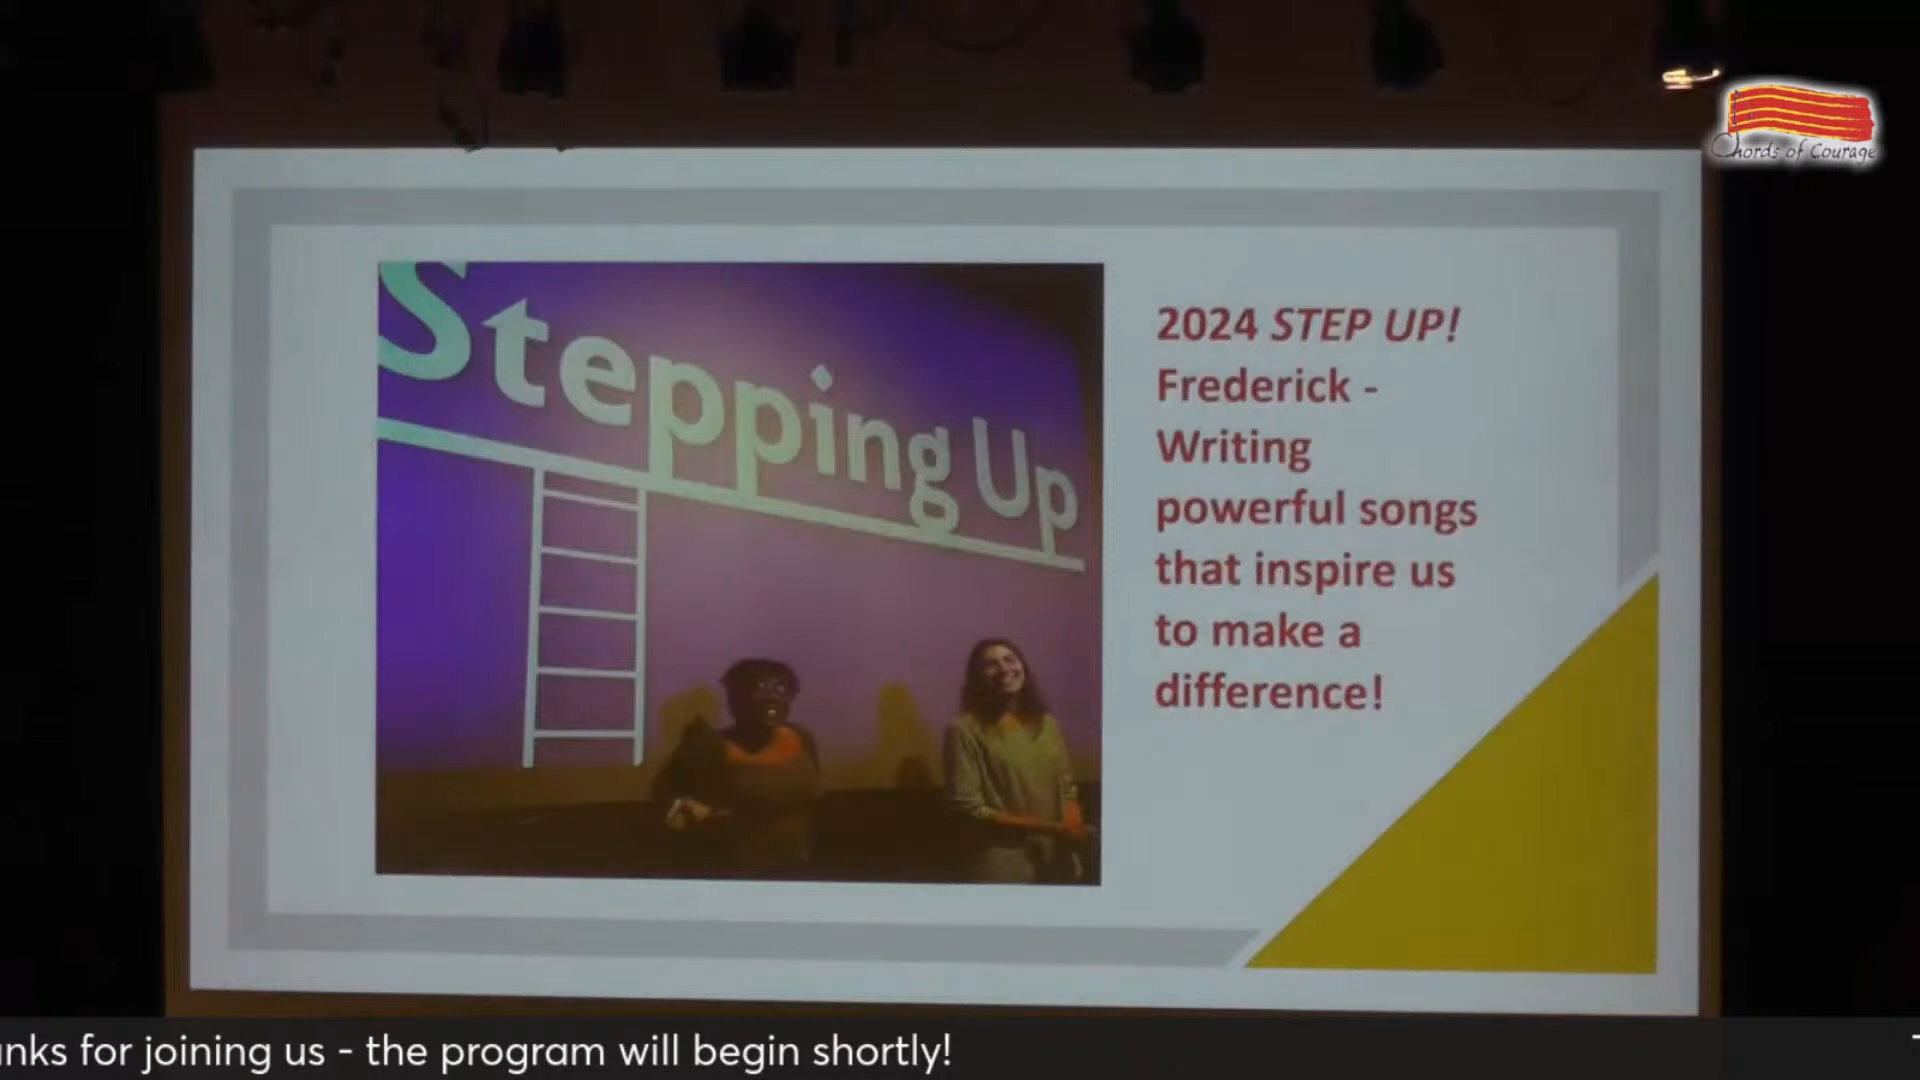 Chords of Courage
Stepping Up
2024 STEP UP!
Frederick -
Writing
powerful songs
that inspire us
to make a
difference!
for joining us - the program will begin shortly!